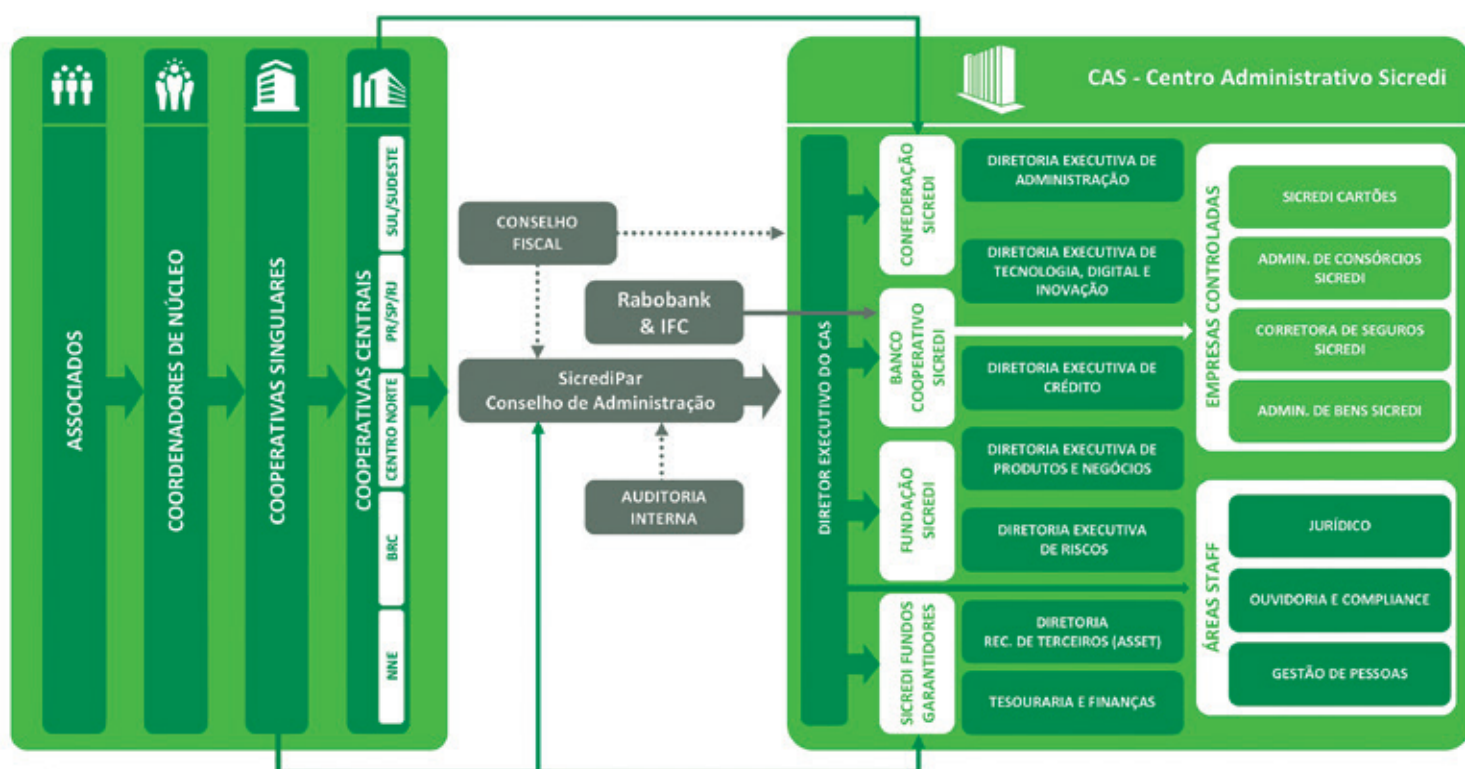 CAS - Centro Administrativo Sicredi
ASSOCIADOS
COORDENADORES DE NÚCLEO
COOPERATIVAS SINGULARES
COOPERATIVAS CENTRAIS
SUL/SUDESTE
PR/SP/RJ
CENTRO NORTE
BRC
NNE
CONSELHO
FISCAL
Rabobank
& IFC
SicrediPar
Conselho de Administração
AUDITORIA
INTERNA
DIRETOR EXECUTIVO DO CAS
CONFEDERAÇÃO
SICREDI
BANCO
COOPERATIVO
SICREDI
FUNDAÇÃO
SICREDI
SICREDI FUNDOS
GARANTIDORES
DIRETORIA EXECUTIVA DE
ADMINISTRAÇÃO
DIRETORIA EXECUTIVA DE
TECNOLOGIA, DIGITAL E
INOVAÇÃO
DIRETORIA EXECUTIVA DE
CRÉDITO
DIRETORIA EXECUTIVA DE
PRODUTOS E NEGÓCIOS
DIRETORIA EXECUTIVA
DE RISCOS
DIRETORIA
REC. DE TERCEIROS (ASSET)
TESOURARIA E FINANÇAS
EMPRESAS CONTROLADAS
SICREDI CARTÕES
ADMIN. DE CONSÓRCIOS
SICREDI
CORRETORA DE SEGUROS
SICREDI
ADMIN. DE BENS SICREDI
ÁREAS STAFF
JURÍDICO
OUVIDORIA E COMPLIANCE
GESTÃO DE PESSOAS